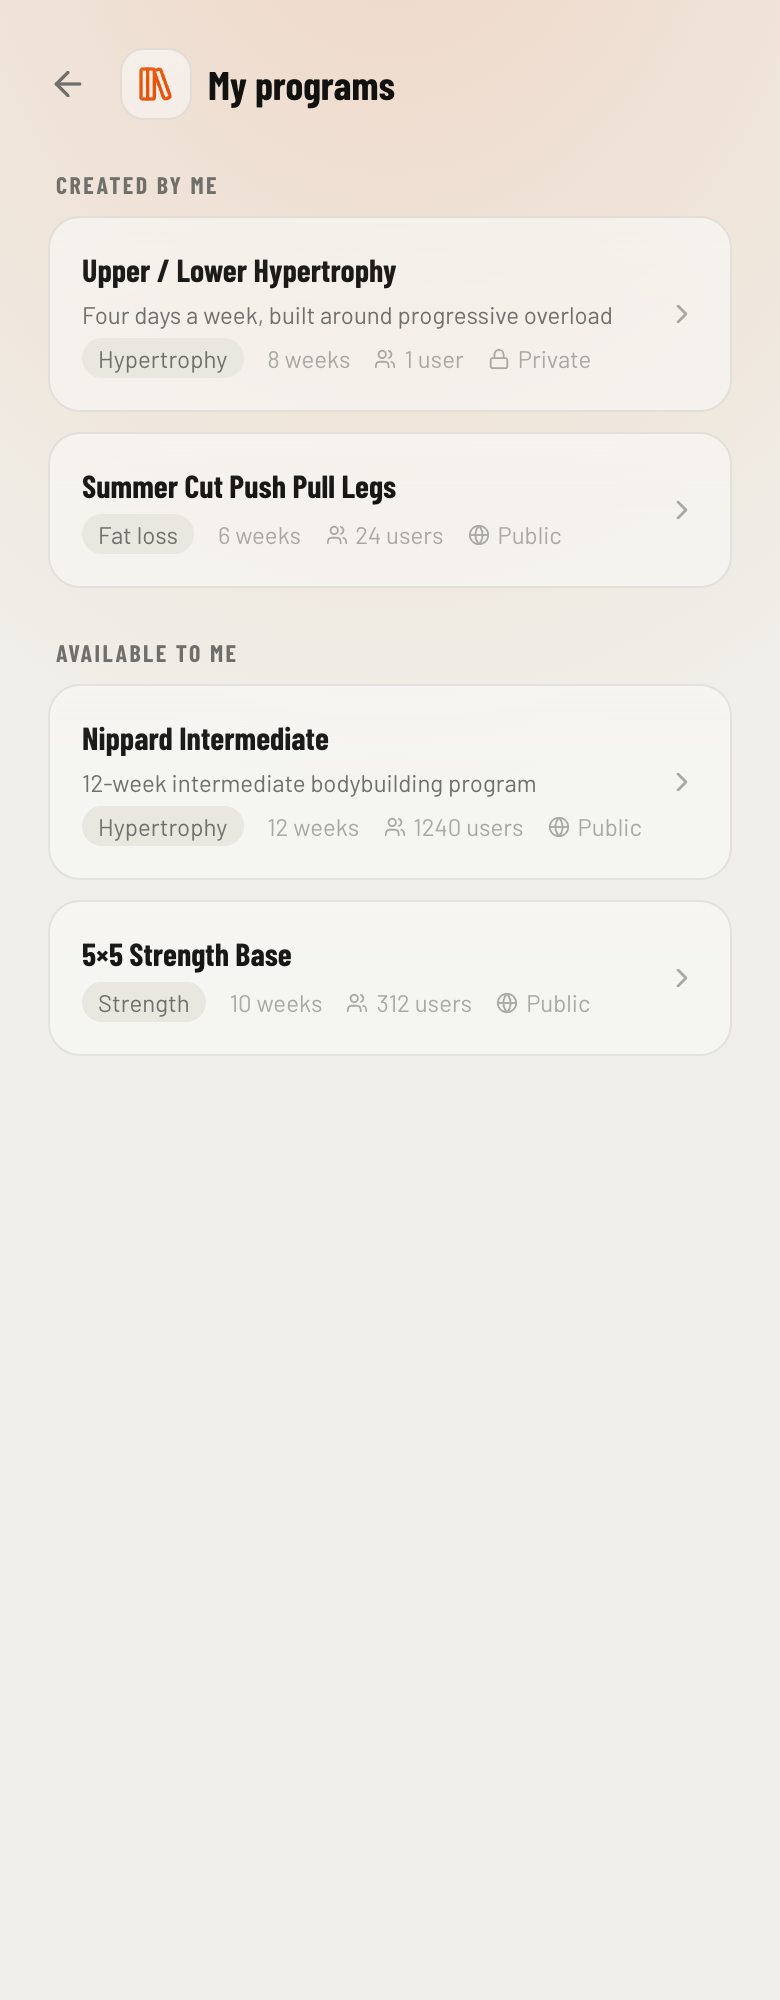 My programs
CREATED BY ME
Upper / Lower Hypertrophy
Four days a week, built around progressive overload
Hypertrophy 8 weeks 1 user Private
Summer Cut Push Pull Legs
Fat loss 6 weeks 24 users Public
AVAILABLE TO ME
Nippard Intermediate
12-week intermediate bodybuilding program
Hypertrophy 12 weeks 1240 users Public
5×5 Strength Base
Strength 10 weeks 312 users Public